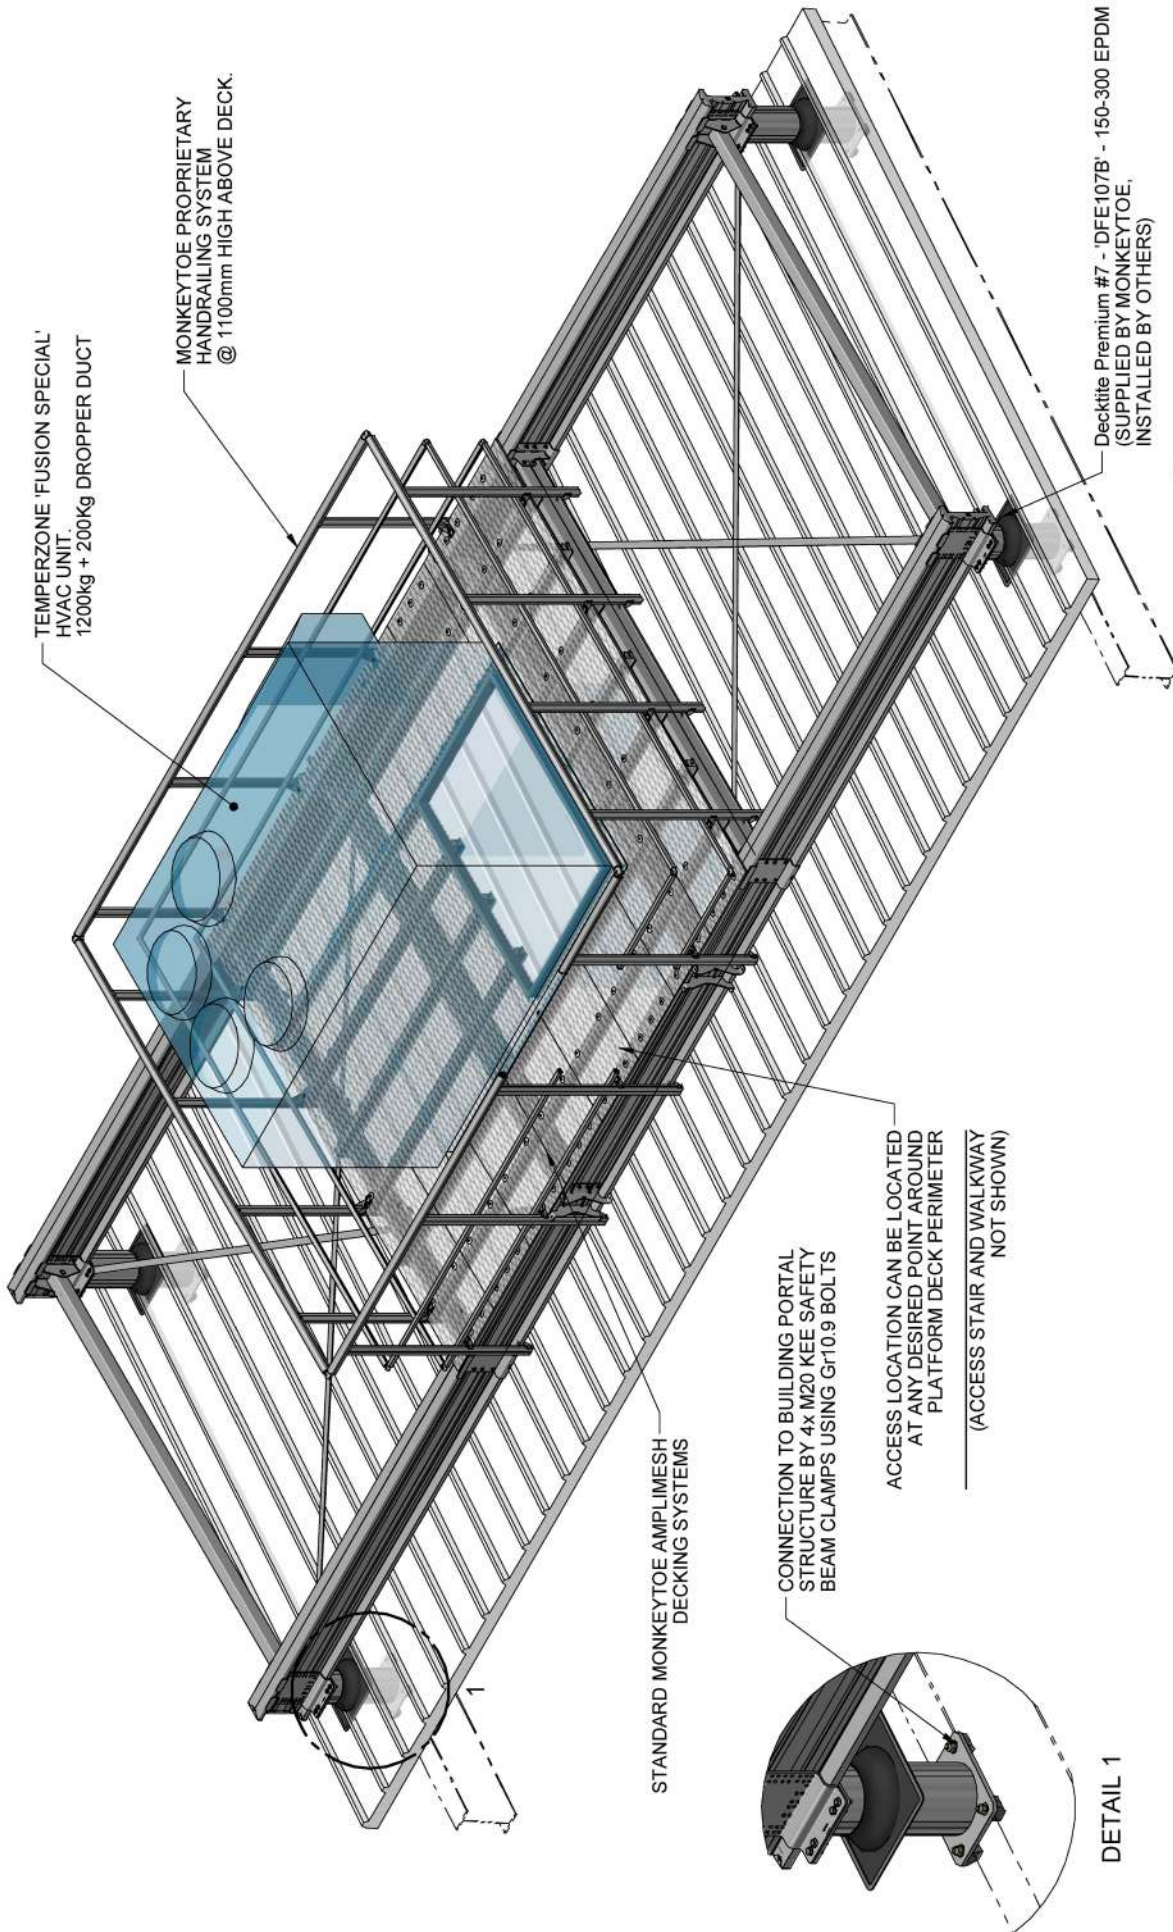 TEMPERZONE 'FUSION SPECIAL'
HVAC UNIT.
1200kg + 200Kg DROPPER DUCT
MONKEYTOE PROPRIETARY
HANDRAILING SYSTEM
@ 1100mm HIGH ABOVE DECK.
Decktite Premium #7 - 'DFE107B' - 150-300 EPDM
(SUPPLIED BY MONKEYTOE,
INSTALLED BY OTHERS)
1
STANDARD MONKEYTOE AMPLIMESH
DECKING SYSTEMS
ACCESS LOCATION CAN BE LOCATED
AT ANY DESIRED POINT AROUND
PLATFORM DECK PERIMETER
(ACCESS STAIR AND WALKWAY
NOT SHOWN)
CONNECTION TO BUILDING PORTAL
STRUCTURE BY 4x M20 KEE SAFETY
BEAM CLAMPS USING Gr10.9 BOLTS
DETAIL 1